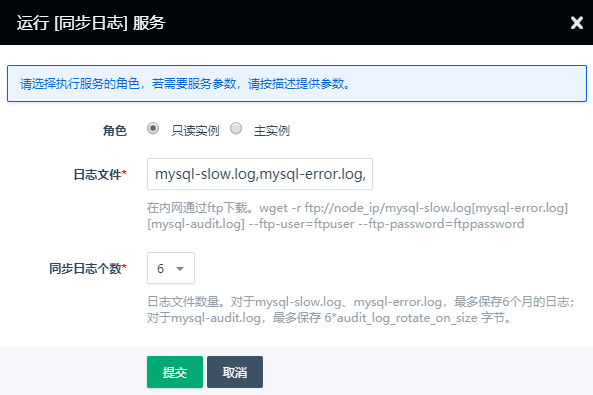 运行 [同步日志] 服务
请选择执行服务的角色，若需要服务参数，请按描述提供参数。
角色 只读实例 主实例
日志文件* mysql-slow.log,mysql-error.log,
在内网通过ftp下载。wget -r ftp://node_ip/mysql-slow.log[mysql-error.log]
[mysql-audit.log] --ftp-user=ftpuser --ftp-password=ftppassword
同步日志个数* 6
日志文件数量。对于mysql-slow.log、mysql-error.log，最多保存6个月的日志；
对于mysql-audit.log，最多保存 6*audit_log_rotate_on_size 字节。
提交 取消